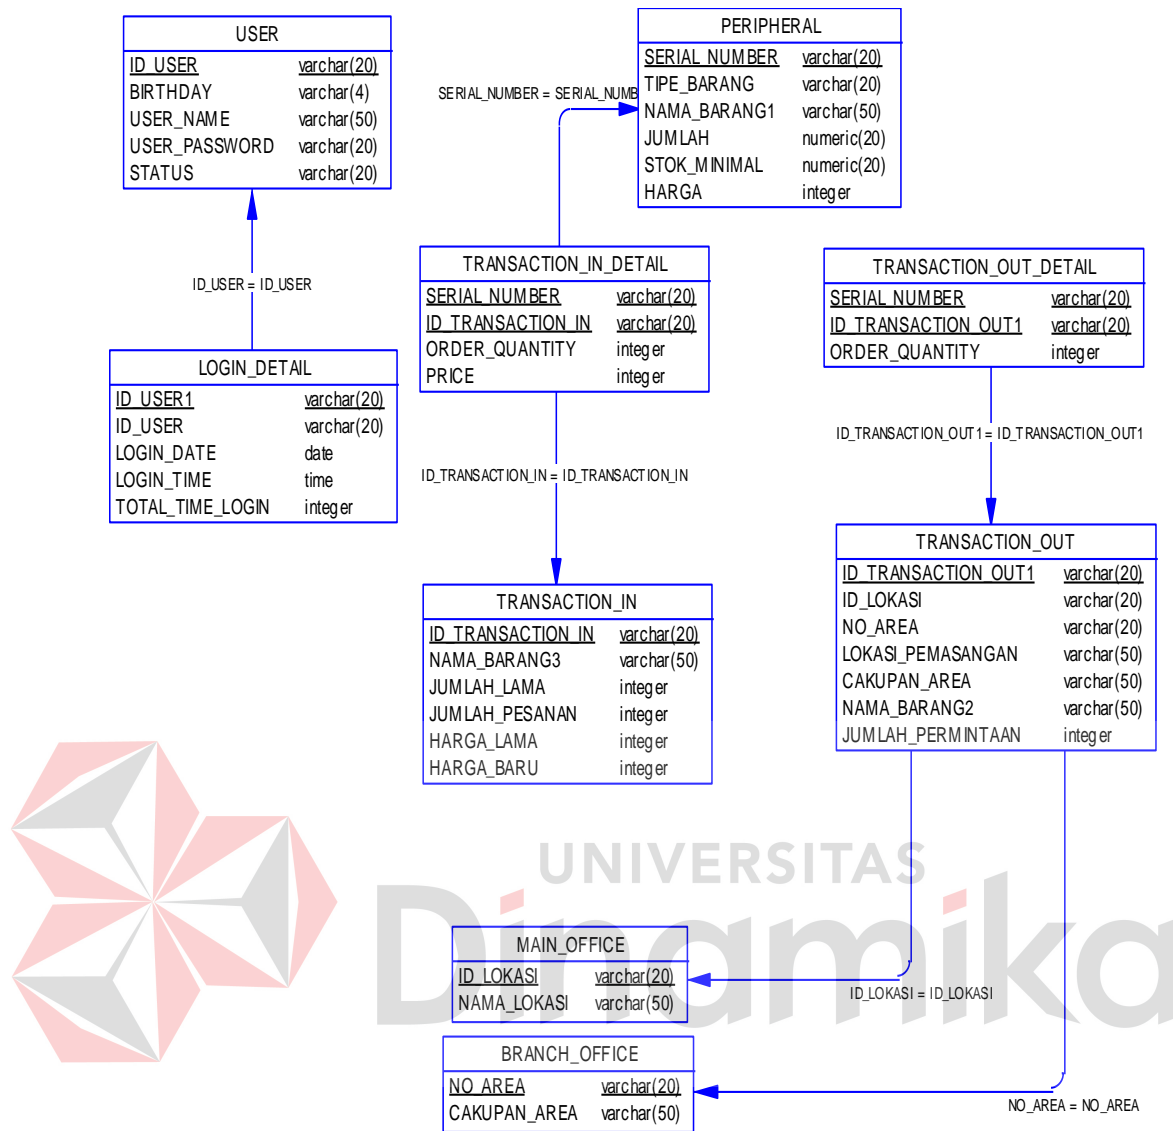 USER
ID_USER varchar(20)
BIRTHDAY varchar(4)
USER_NAME varchar(50)
USER_PASSWORD varchar(20)
STATUS varchar(20)
PERIPHERAL
SERIAL_NUMBER varchar(20)
TIPE_BARANG varchar(20)
NAMA_BARANG1 varchar(50)
JUMLAH numeric(20)
STOK_MINIMAL numeric(20)
HARGA integer
SERIAL_NUMBER = SERIAL_NUMB
ID_USER = ID_USER
TRANSACTION_IN_DETAIL
SERIAL_NUMBER varchar(20)
ID_TRANSACTION_IN varchar(20)
ORDER_QUANTITY integer
PRICE integer
TRANSACTION_OUT_DETAIL
SERIAL_NUMBER varchar(20)
ID_TRANSACTION_OUT1 varchar(20)
ORDER_QUANTITY integer
LOGIN_DETAIL
ID_USER1 varchar(20)
ID_USER varchar(20)
LOGIN_DATE date
LOGIN_TIME time
TOTAL_TIME_LOGIN integer
ID_TRANSACTION_IN = ID_TRANSACTION_IN
ID_TRANSACTION_OUT1 = ID_TRANSACTION_OUT1
TRANSACTION_IN
ID_TRANSACTION_IN varchar(20)
NAMA_BARANG3 varchar(50)
JUMLAH_LAMA integer
JUMLAH_PESANAN integer
HARGA_LAMA integer
HARGA_BARU integer
TRANSACTION_OUT
ID_TRANSACTION_OUT1 varchar(20)
ID_LOKASI varchar(20)
NO_AREA varchar(20)
LOKASI_PEMASANGAN varchar(50)
CAKUPAN_AREA varchar(50)
NAMA_BARANG2 varchar(50)
JUMLAH_PERMINTAAN integer
UNIVERSITAS
Dinamika
MAIN_OFFICE
ID_LOKASI varchar(20)
NAMA_LOKASI varchar(50)
ID_LOKASI = ID_LOKASI
BRANCH_OFFICE
NO_AREA varchar(20)
CAKUPAN_AREA varchar(50)
NO_AREA = NO_AREA